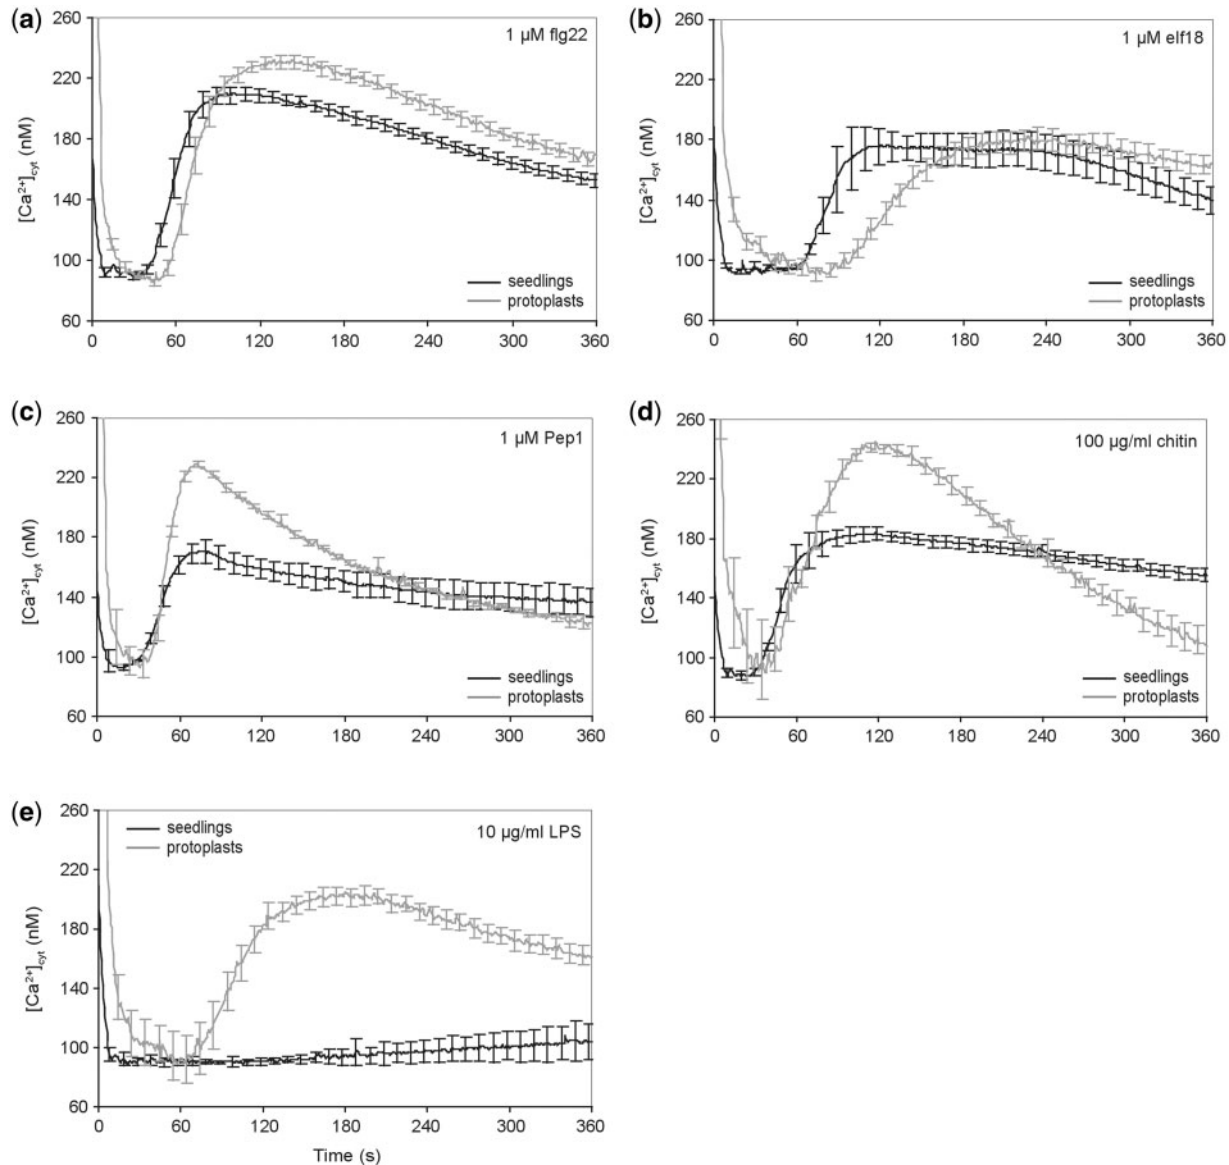 (a)
1 µM flg22
260
220
180
140
100
60
[Ca²⁺]cyt (nM)
seedlings
protoplasts
0 60 120 180 240 300 360
(b)
1 µM elf18
260
220
180
140
100
60
[Ca²⁺]cyt (nM)
seedlings
protoplasts
0 60 120 180 240 300 360
(c)
1 µM Pep1
260
220
180
140
100
60
[Ca²⁺]cyt (nM)
seedlings
protoplasts
0 60 120 180 240 300 360
(d)
100 µg/ml chitin
260
220
180
140
100
60
[Ca²⁺]cyt (nM)
seedlings
protoplasts
0 60 120 180 240 300 360
(e)
seedlings
protoplasts
10 µg/ml LPS
260
220
180
140
100
60
[Ca²⁺]cyt (nM)
0 60 120 180 240 300 360
Time (s)